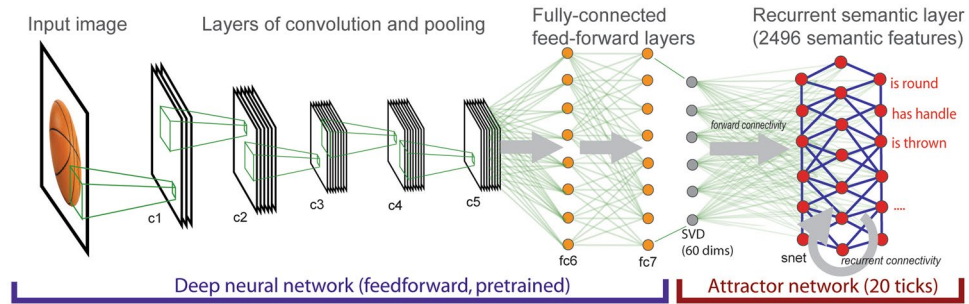 Input image
Layers of convolution and pooling
Fully-connected
feed-forward layers
Recurrent semantic layer
(2496 semantic features)
is round
has handle
is thrown
....
forward connectivity
c1
c2
c3
c4
c5
fc6
fc7
SVD
(60 dims)
snet
recurrent connectivity
Deep neural network (feedforward, pretrained)
Attractor network (20 ticks)